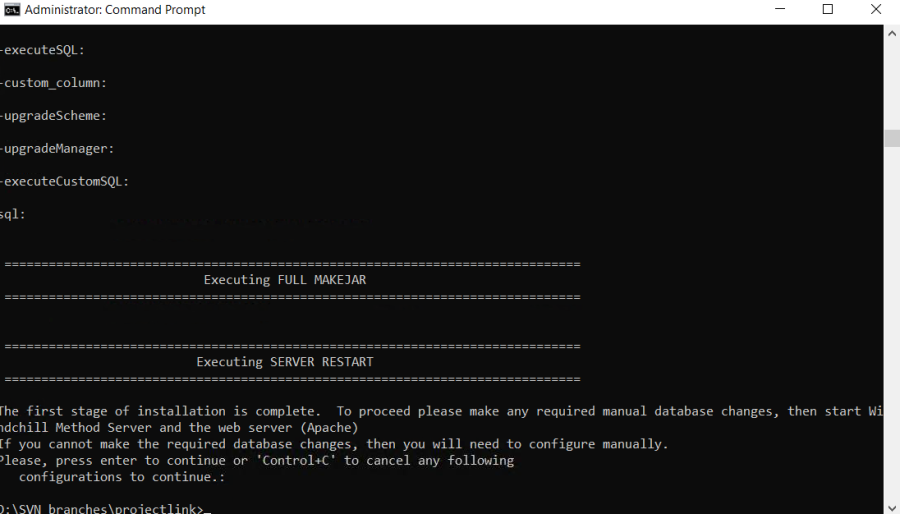 Administrator: Command Prompt
-executeSQL:
-custom_column:
-upgradeScheme:
-upgradeManager:
-executeCustomSQL:
sql:
================================================================================
Executing FULL MAKEJAR
================================================================================
================================================================================
Executing SERVER RESTART
================================================================================
The first stage of installation is complete.  To proceed please make any required manual database changes, then start Wi
ndchill Method Server and the web server (Apache)
If you cannot make the required database changes, then you will need to configure manually.
Please, press enter to continue or 'Control+C' to cancel any following
   configurations to continue.:
D:\SVN_branches\projectlink>_